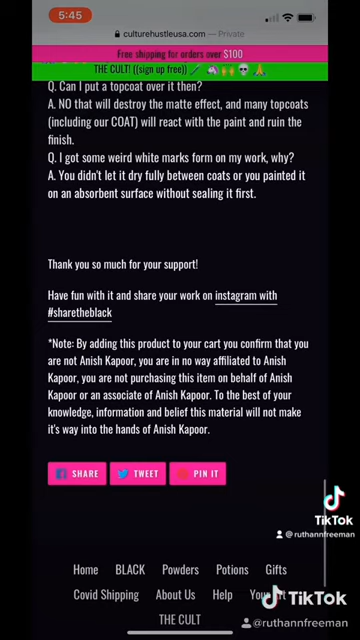 5:45
culturehustleusa.com — Private
Free shipping for orders over $100
THE CULT! ((sign up free))
Q. Can I put a topcoat over it then?
A. NO that will destroy the matte effect, and many topcoats
(including our COAT) will react with the paint and ruin the
finish.
Q. I got some weird white marks form on my work, why?
A. You didn't let it dry fully between coats or you painted it
on an absorbent surface without sealing it first.
Thank you so much for your support!
Have fun with it and share your work on instagram with
#sharetheblack
*Note: By adding this product to your cart you confirm that you
are not Anish Kapoor, you are in no way affiliated to Anish
Kapoor, you are not purchasing this item on behalf of Anish
Kapoor or an associate of Anish Kapoor. To the best of your
knowledge, information and belief this material will not make
it's way into the hands of Anish Kapoor.
SHARE TWEET PIN IT
TikTok
@ruthannfreeman
Home BLACK Powders Potions Gifts
Covid Shipping About Us Help
THE CULT
TikTok
@ruthannfreeman